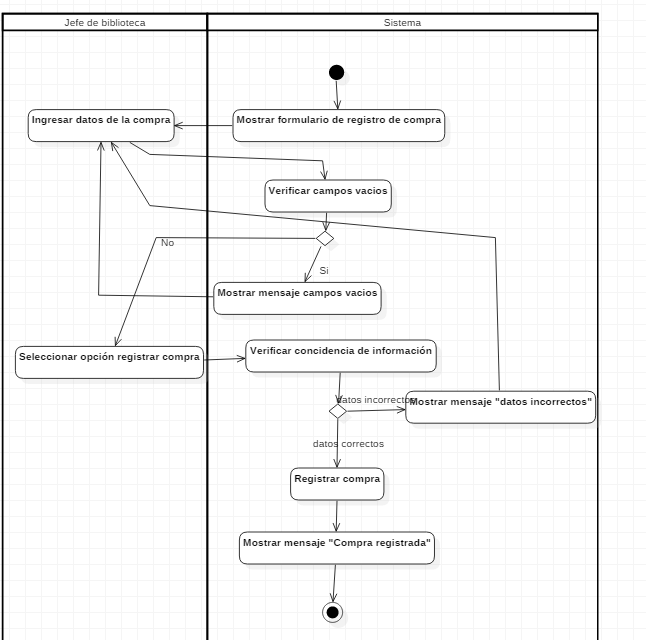 Jefe de biblioteca
Sistema
Ingresar datos de la compra
Mostrar formulario de registro de compra
Verificar campos vacios
No
Si
Mostrar mensaje campos vacios
Seleccionar opción registrar compra
Verificar concidencia de información
datos incorrectos
Mostrar mensaje "datos incorrectos"
datos correctos
Registrar compra
Mostrar mensaje "Compra registrada"